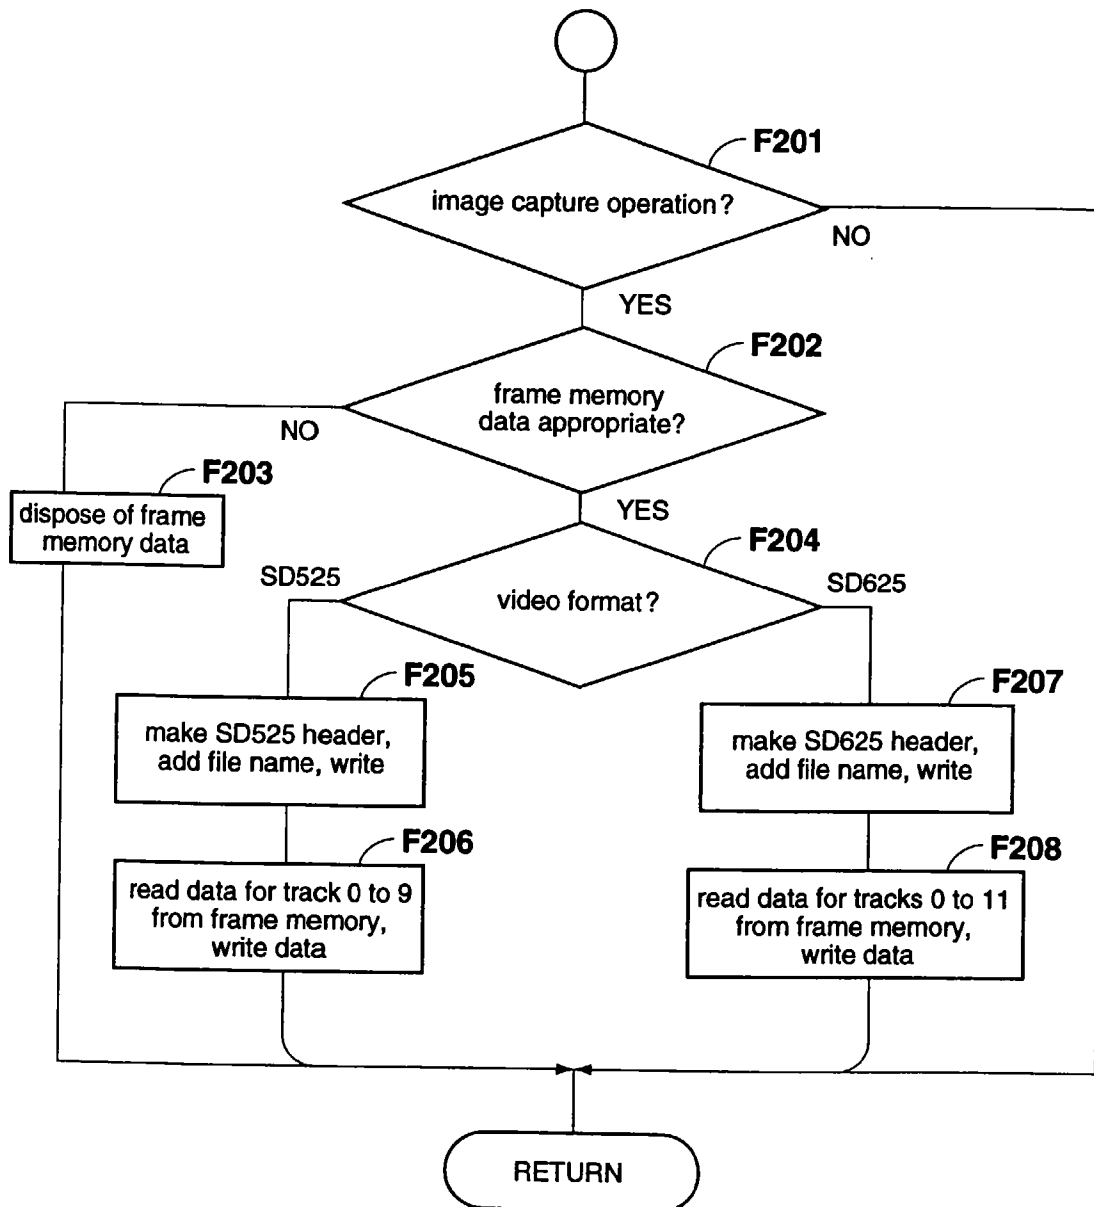 F201
image capture operation?
NO
YES
F202
frame memory
data appropriate?
NO
F203
YES
dispose of frame
memory data
F204
SD525
SD625
video format?
F205
F207
make SD525 header,
add file name, write
make SD625 header,
add file name, write
F206
F208
read data for track 0 to 9
from frame memory,
write data
read data for tracks 0 to 11
from frame memory,
write data
RETURN